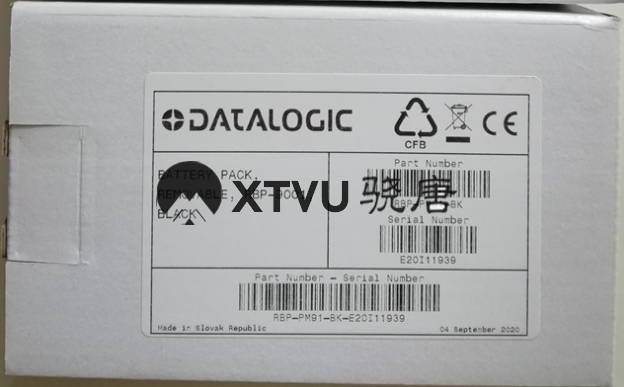 DATALOGIC
CFB
CE
Part Number
BATTERY PACK,
REMOVABLE,
BLACK
XTVU 骁唐
Serial Number
E20I11939
Part Number - Serial Number
RBP-PM91-BK-E20I11939
Made in Slovak Republic
04 September 2020